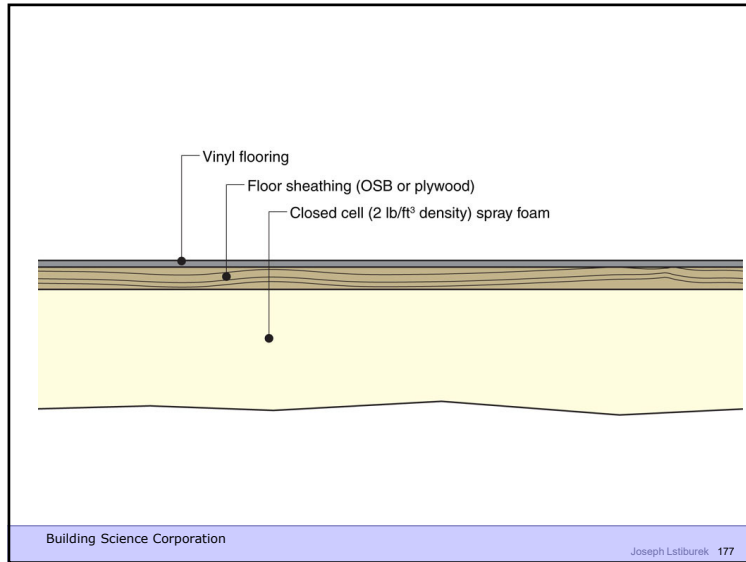 Vinyl flooring
Floor sheathing (OSB or plywood)
Closed cell (2 lb/ft³ density) spray foam
Building Science Corporation
Joseph Lstiburek 177